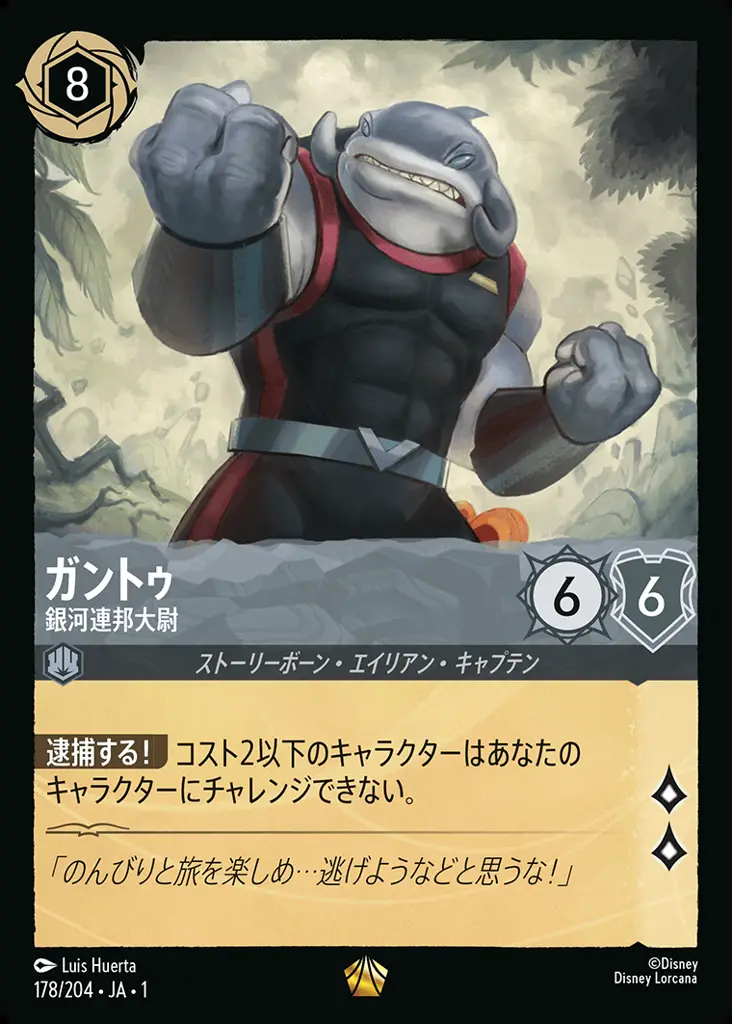 8
ガントゥ
銀河連邦大尉
6
6
ストーリーボーン・エイリアン・キャプテン
逮捕する! コスト2以下のキャラクターはあなたの
キャラクターにチャレンジできない。
「のんびりと旅を楽しめ…逃げようなどと思うな!」
Luis Huerta
178/204・JA・1
©Disney
Disney Lorcana